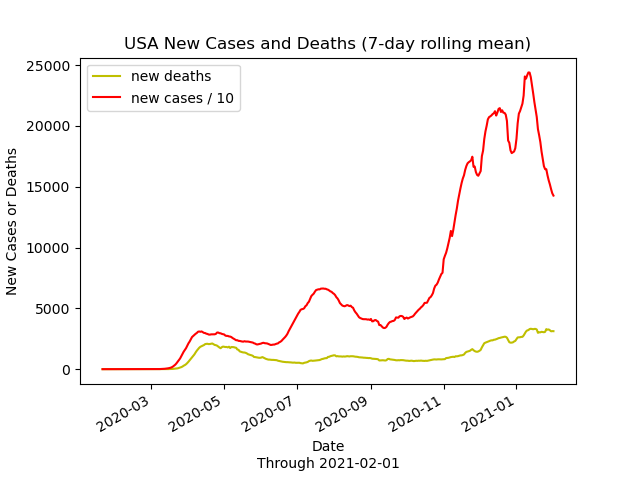 USA New Cases and Deaths (7-day rolling mean)
new deaths
new cases / 10
New Cases or Deaths
25000
20000
15000
10000
5000
0
2020-03
2020-05
2020-07
2020-09
2020-11
2021-01
Date
Through 2021-02-01